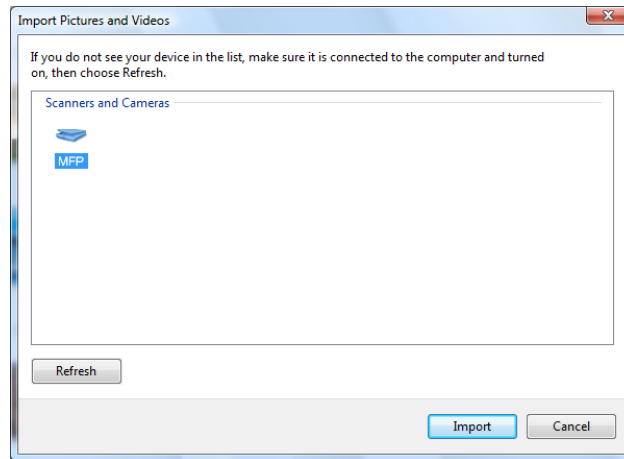 Import Pictures and Videos
If you do not see your device in the list, make sure it is connected to the computer and turned
on, then choose Refresh.
Scanners and Cameras
MFP
Refresh
Import
Cancel